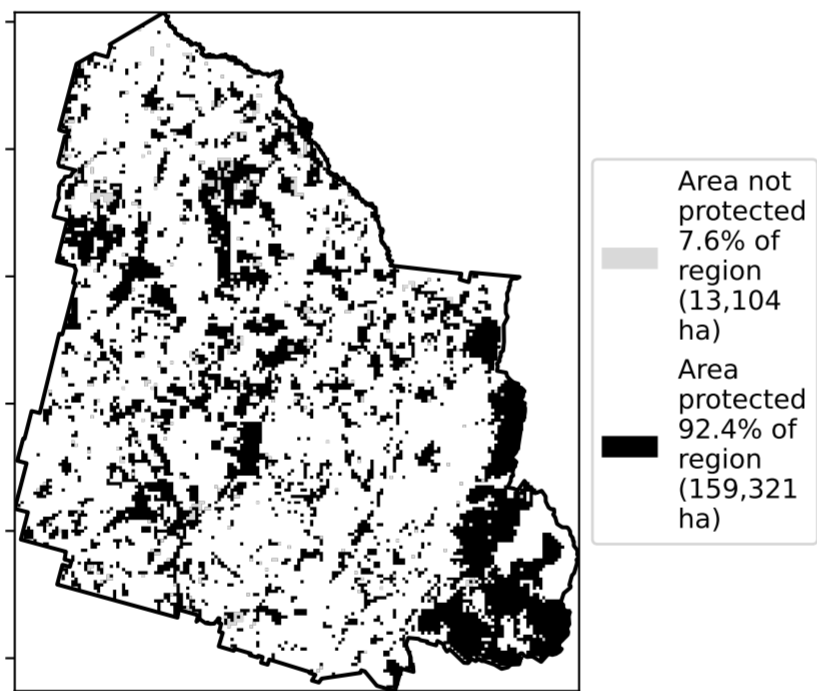 Area not
protected
7.6% of
region
(13,104
ha)
Area
protected
92.4% of
region
(159,321
ha)